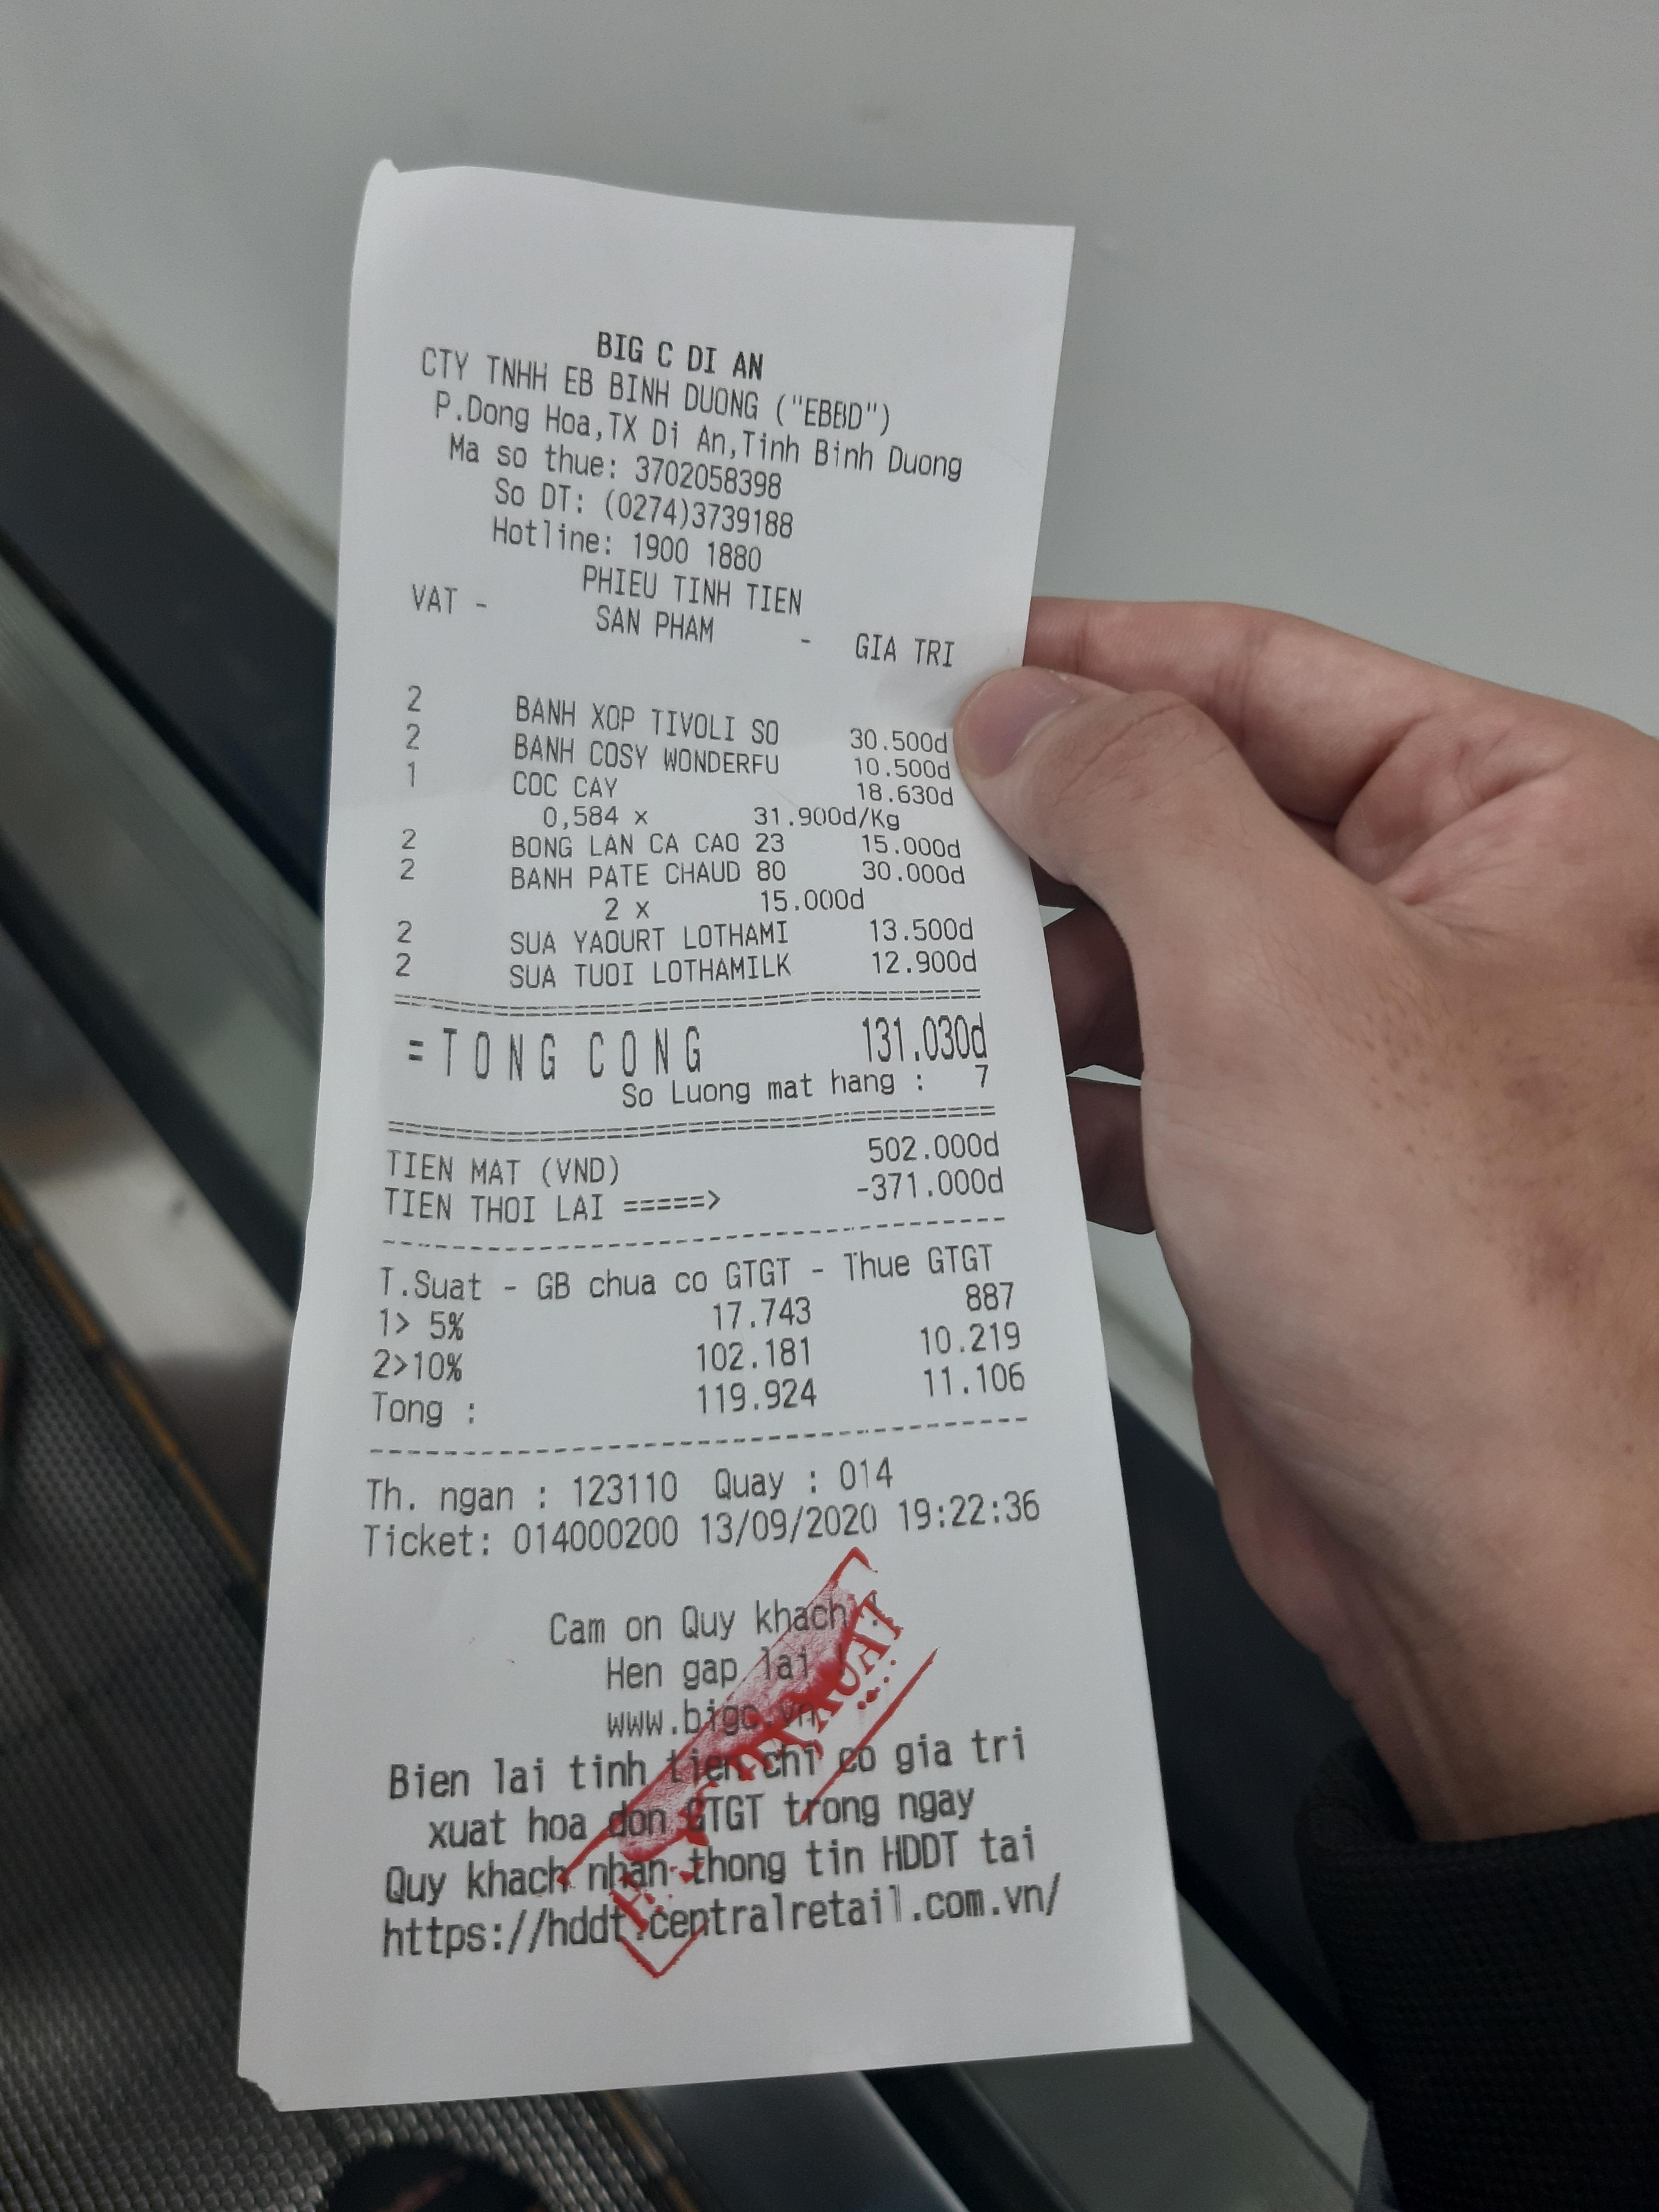 BIG C DI AN
CTY TNHH EB BINH DUONG ("EBBD")
P.Dong Hoa,TX Di An,Tinh Binh Duong
Ma so thue: 3702058398
So DT: (0274)3739188
Hotline: 1900 1880
PHIEU TINH TIEN
VAT - SAN PHAM - GIA TRI
2 BANH XOP TIVOLI SO 30.500d
2 BANH COSY WONDERFU 10.500d
1 COC CAY 18.630d
0,584 x 31.900d/Kg
2 BONG LAN CA CAO 23 15.000d
2 BANH PATE CHAUD 80 30.000d
2 x 15.000d
2 SUA YAOURT LOTHAMI 13.500d
2 SUA TUOI LOTHAMILK 12.900d
======================================
=TONG CONG 131.030d
So Luong mat hang : 7
======================================
TIEN MAT (VND) 502.000d
TIEN THOI LAI =====> -371.000d
--------------------------------------
T.Suat - GB chua co GTGT - Thue GTGT
1> 5% 17.743 887
2>10% 102.181 10.219
Tong : 119.924 11.106
--------------------------------------
Th. ngan : 123110 Quay : 014
Ticket: 014000200 13/09/2020 19:22:36
Cam on Quy khach !
Hen gap lai
www.bigc.vn
Bien lai tinh tien chi co gia tri
xuat hoa don GTGT trong ngay
Quy khach nhan thong tin HDDT tai
https://hddt.centralretail.com.vn/